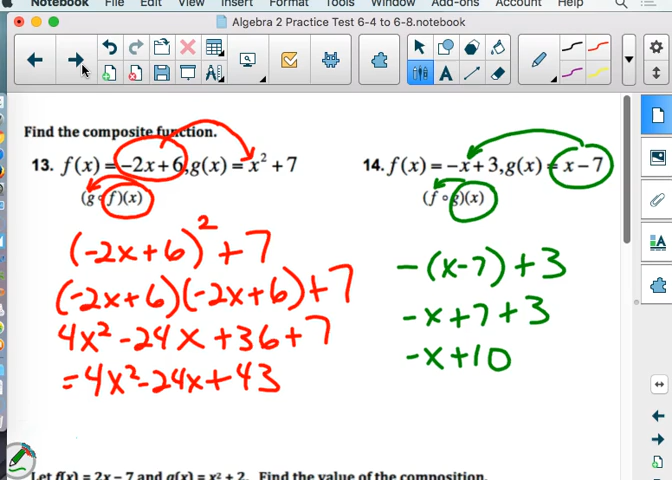 Notebook File Edit View Insert Format Tools Add-ons Account Help
Algebra 2 Practice Test 6-4 to 6-8.notebook
Find the composite function.
13. f(x) = −2x + 6, g(x) = x² + 7
(g ∘ f)(x)
(-2x+6)² + 7
(-2x+6)(-2x+6)+7
4x² -24x +36+7
=4x²-24x+43
14. f(x) = −x + 3, g(x) = x − 7
(f ∘ g)(x)
-(x-7)+3
-x+7+3
-x+10
Let f(x) = 2x − 7 and g(x) = x² + 2. Find the value of the composition.